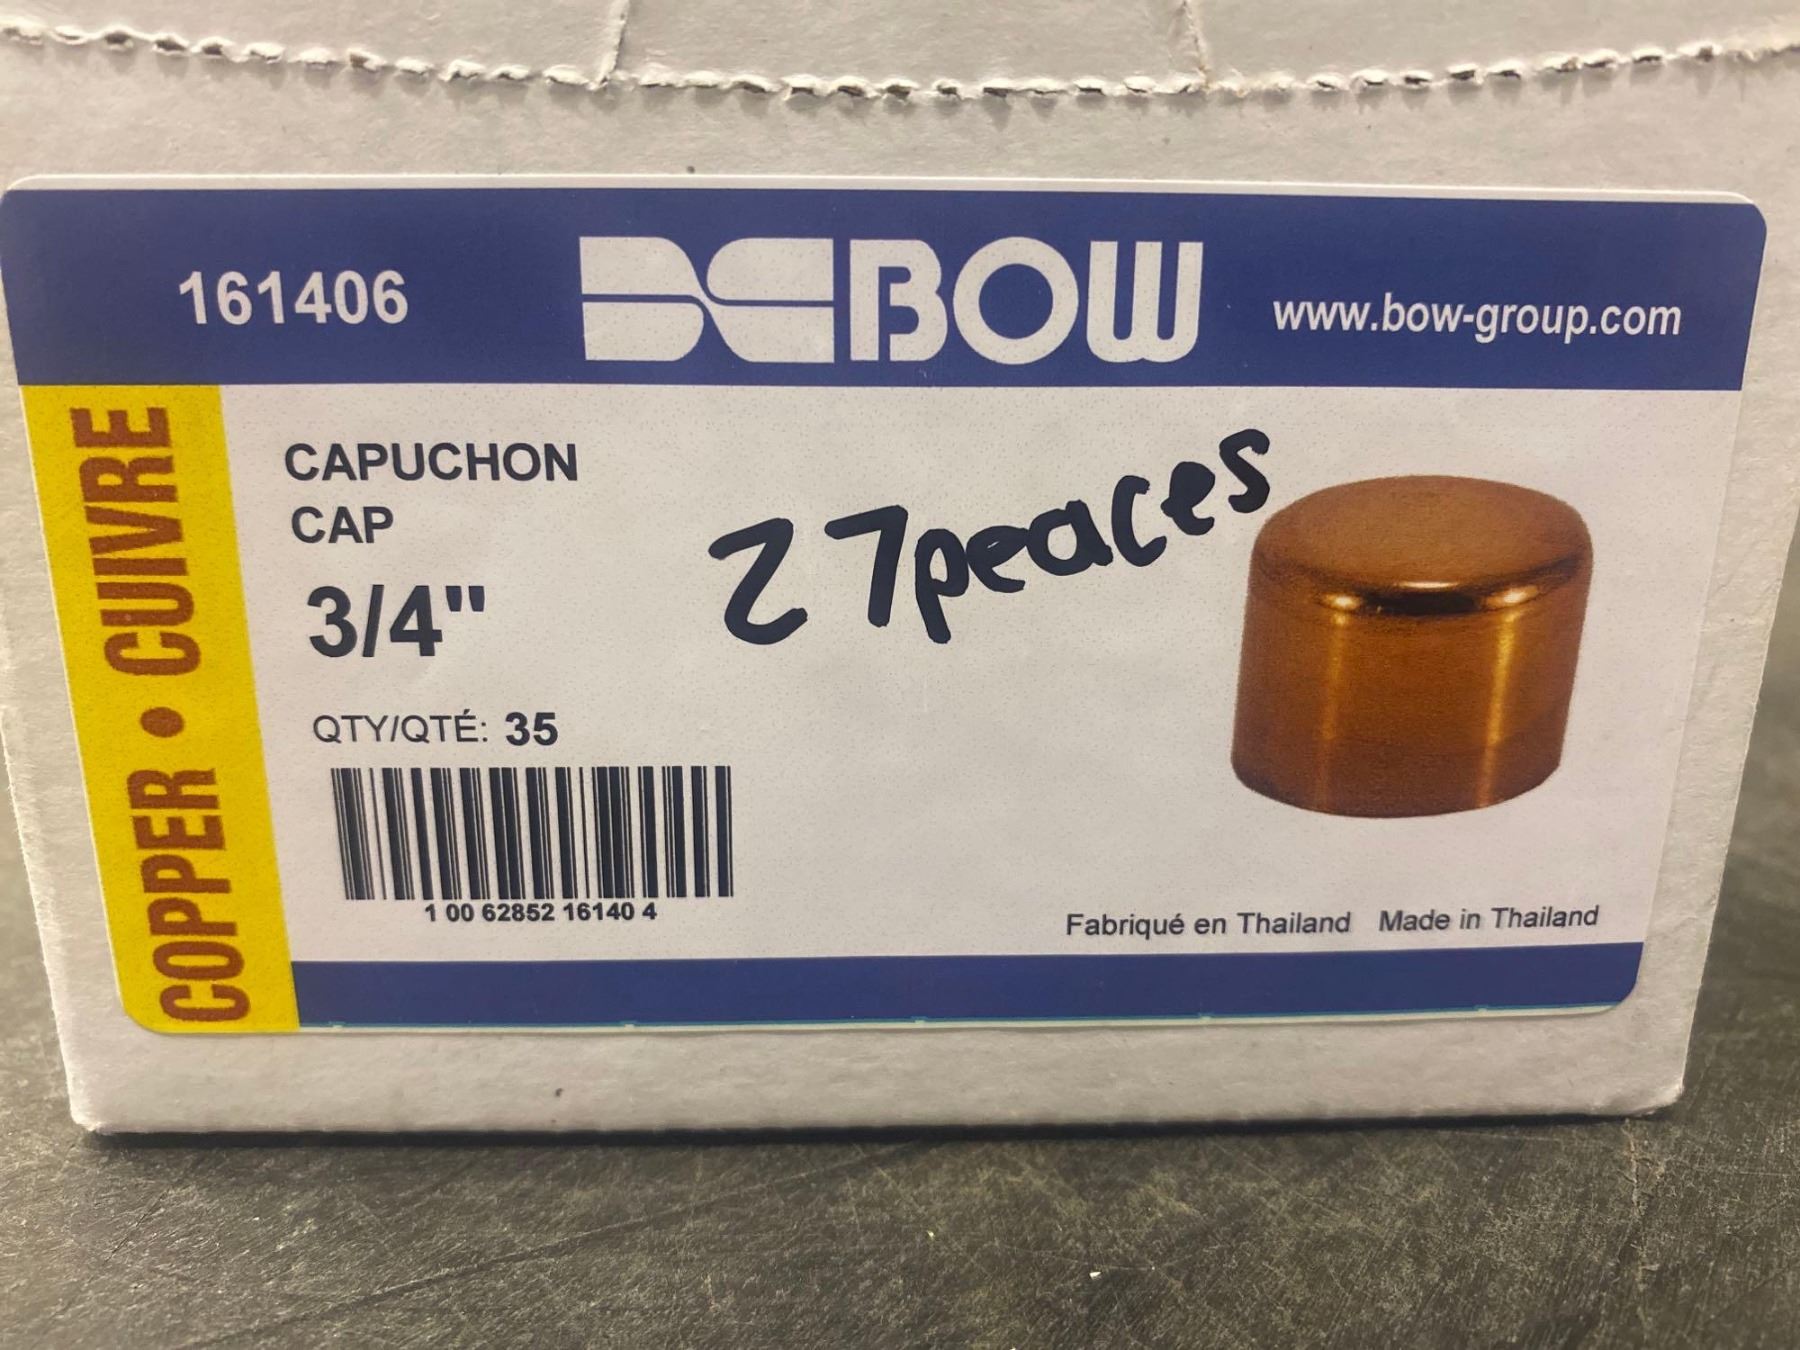 161406 BOW www.bow-group.com
COPPER • CUIVRE
CAPUCHON
CAP
27peaces
3/4"
QTY/QTÉ: 35
1 00 62852 16140 4
Fabriqué en Thailand Made in Thailand